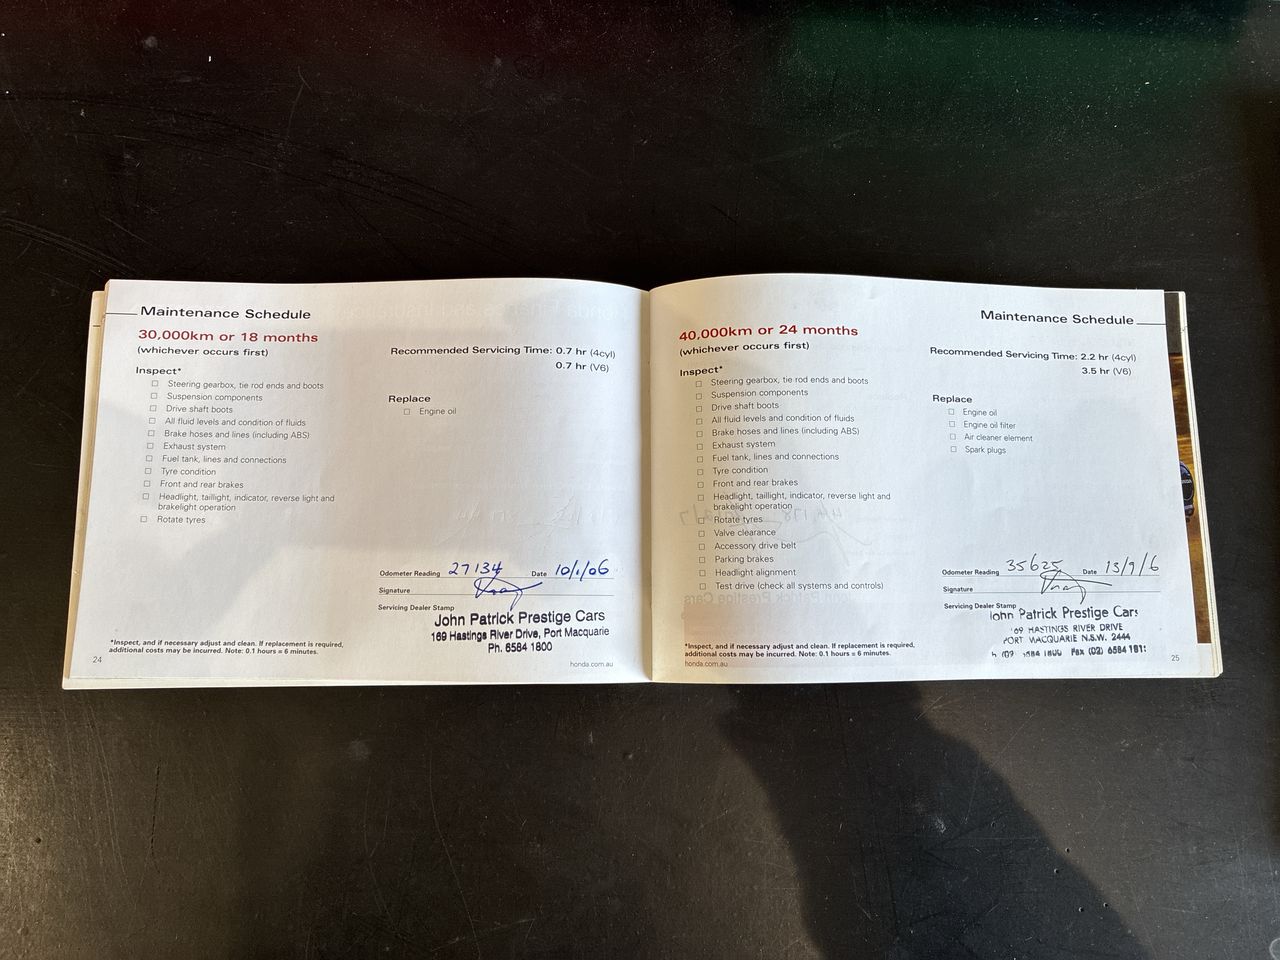 Maintenance Schedule
30,000km or 18 months
(whichever occurs first)
Recommended Servicing Time: 0.7 hr (4cyl)
0.7 hr (V6)
Inspect*
Steering gearbox, tie rod ends and boots
Suspension components
Drive shaft boots
All fluid levels and condition of fluids
Brake hoses and lines (including ABS)
Exhaust system
Fuel tank, lines and connections
Tyre condition
Front and rear brakes
Headlight, taillight, indicator, reverse light and
brakelight operation
Rotate tyres
Replace
Engine oil
Odometer Reading 27134 Date 10/1/06
Signature
Servicing Dealer Stamp
John Patrick Prestige Cars
169 Hastings River Drive, Port Macquarie
Ph. 6584 1800
*Inspect, and if necessary adjust and clean. If replacement is required,
additional costs may be incurred. Note: 0.1 hours = 6 minutes.
24
honda.com.au
Maintenance Schedule
40,000km or 24 months
(whichever occurs first)
Recommended Servicing Time: 2.2 hr (4cyl)
3.5 hr (V6)
Inspect*
Steering gearbox, tie rod ends and boots
Suspension components
Drive shaft boots
All fluid levels and condition of fluids
Brake hoses and lines (including ABS)
Exhaust system
Fuel tank, lines and connections
Tyre condition
Front and rear brakes
Headlight, taillight, indicator, reverse light and
brakelight operation
Rotate tyres
Valve clearance
Accessory drive belt
Parking brakes
Headlight alignment
Test drive (check all systems and controls)
Replace
Engine oil
Engine oil filter
Air cleaner element
Spark plugs
Odometer Reading 35625 Date 13/9/6
Signature
Servicing Dealer Stamp
John Patrick Prestige Cars
69 HASTINGS RIVER DRIVE
PORT MACQUARIE N.S.W. 2444
Fax (02) 6584 181
*Inspect, and if necessary adjust and clean. If replacement is required,
additional costs may be incurred. Note: 0.1 hours = 6 minutes.
honda.com.au
25